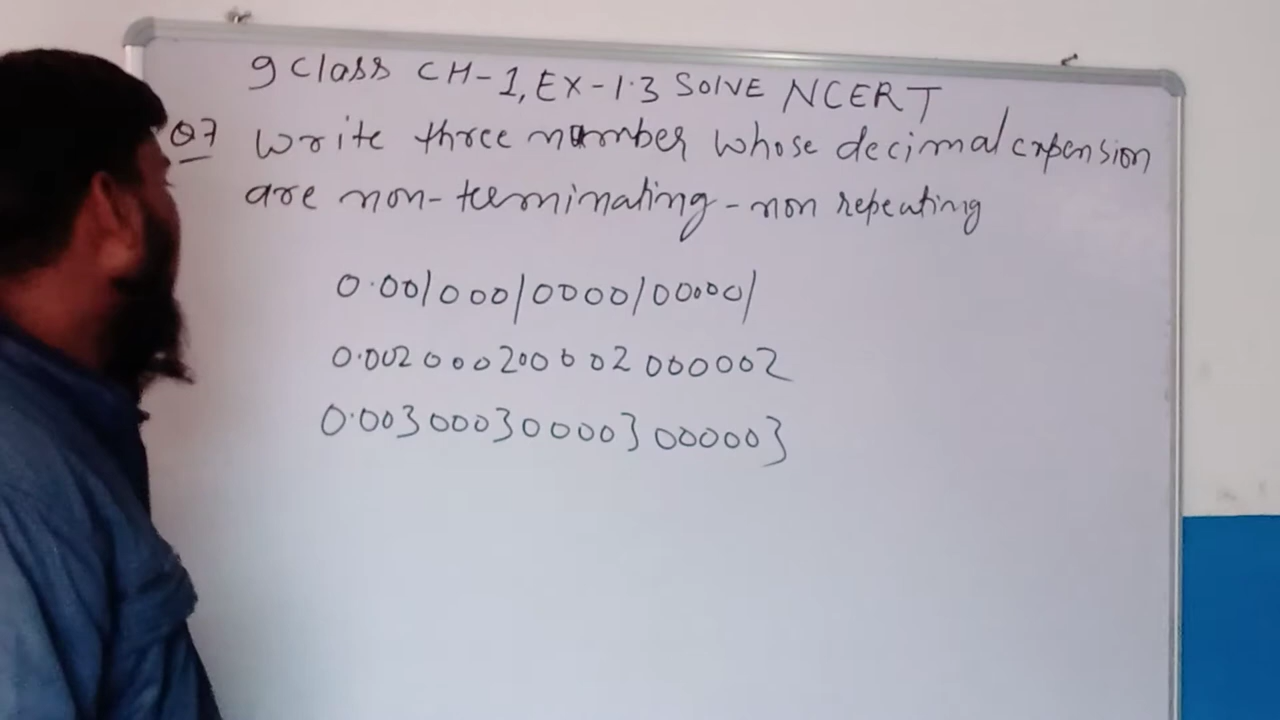 9 class CH-1, EX-1.3 SOlVE NCERT
Q7 Write three number whose decimal expension
are non-terminating-non repeating
0.001000100001000001
0.002000200002000002
0.003000300003000003